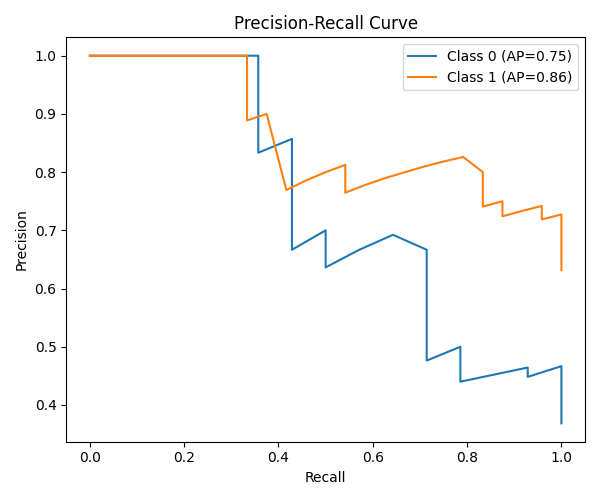 Precision-Recall Curve
Class 0 (AP=0.75)
Class 1 (AP=0.86)
1.0
0.9
0.8
0.7
0.6
0.5
0.4
Precision
0.0 0.2 0.4 0.6 0.8 1.0
Recall